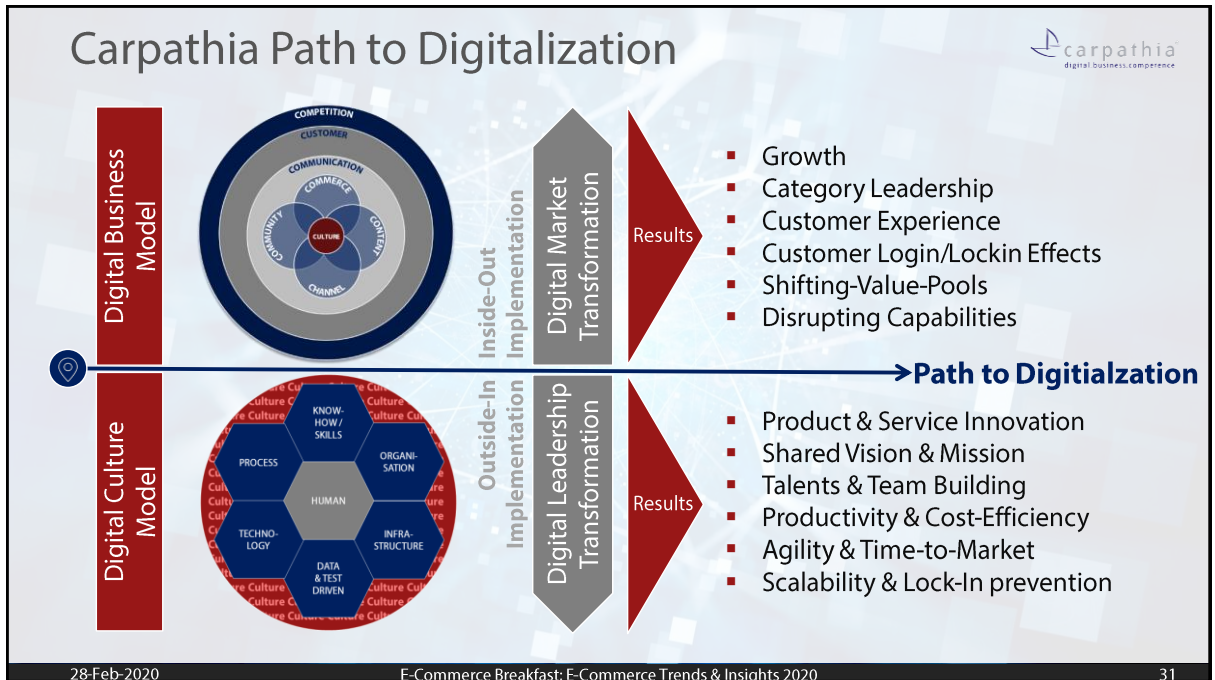 Carpathia Path to Digitalization
carpathia
digital.business.competence
Digital Business
Model
COMPETITION
CUSTOMER
COMMUNICATION
COMMERCE
COMMUNITY
CONTENT
CULTURE
CHANNEL
Inside-Out
Implementation
Digital Market
Transformation
Results
Growth
Category Leadership
Customer Experience
Customer Login/Lockin Effects
Shifting-Value-Pools
Disrupting Capabilities
Path to Digitialzation
Digital Culture
Model
KNOW-
HOW /
SKILLS
PROCESS
ORGANI-
SATION
HUMAN
TECHNO-
LOGY
INFRA-
STRUCTURE
DATA
& TEST
DRIVEN
Culture
Outside-In
Implementation
Digital Leadership
Transformation
Results
Product & Service Innovation
Shared Vision & Mission
Talents & Team Building
Productivity & Cost-Efficiency
Agility & Time-to-Market
Scalability & Lock-In prevention
28-Feb-2020
E-Commerce Breakfast: E-Commerce Trends & Insights 2020
31